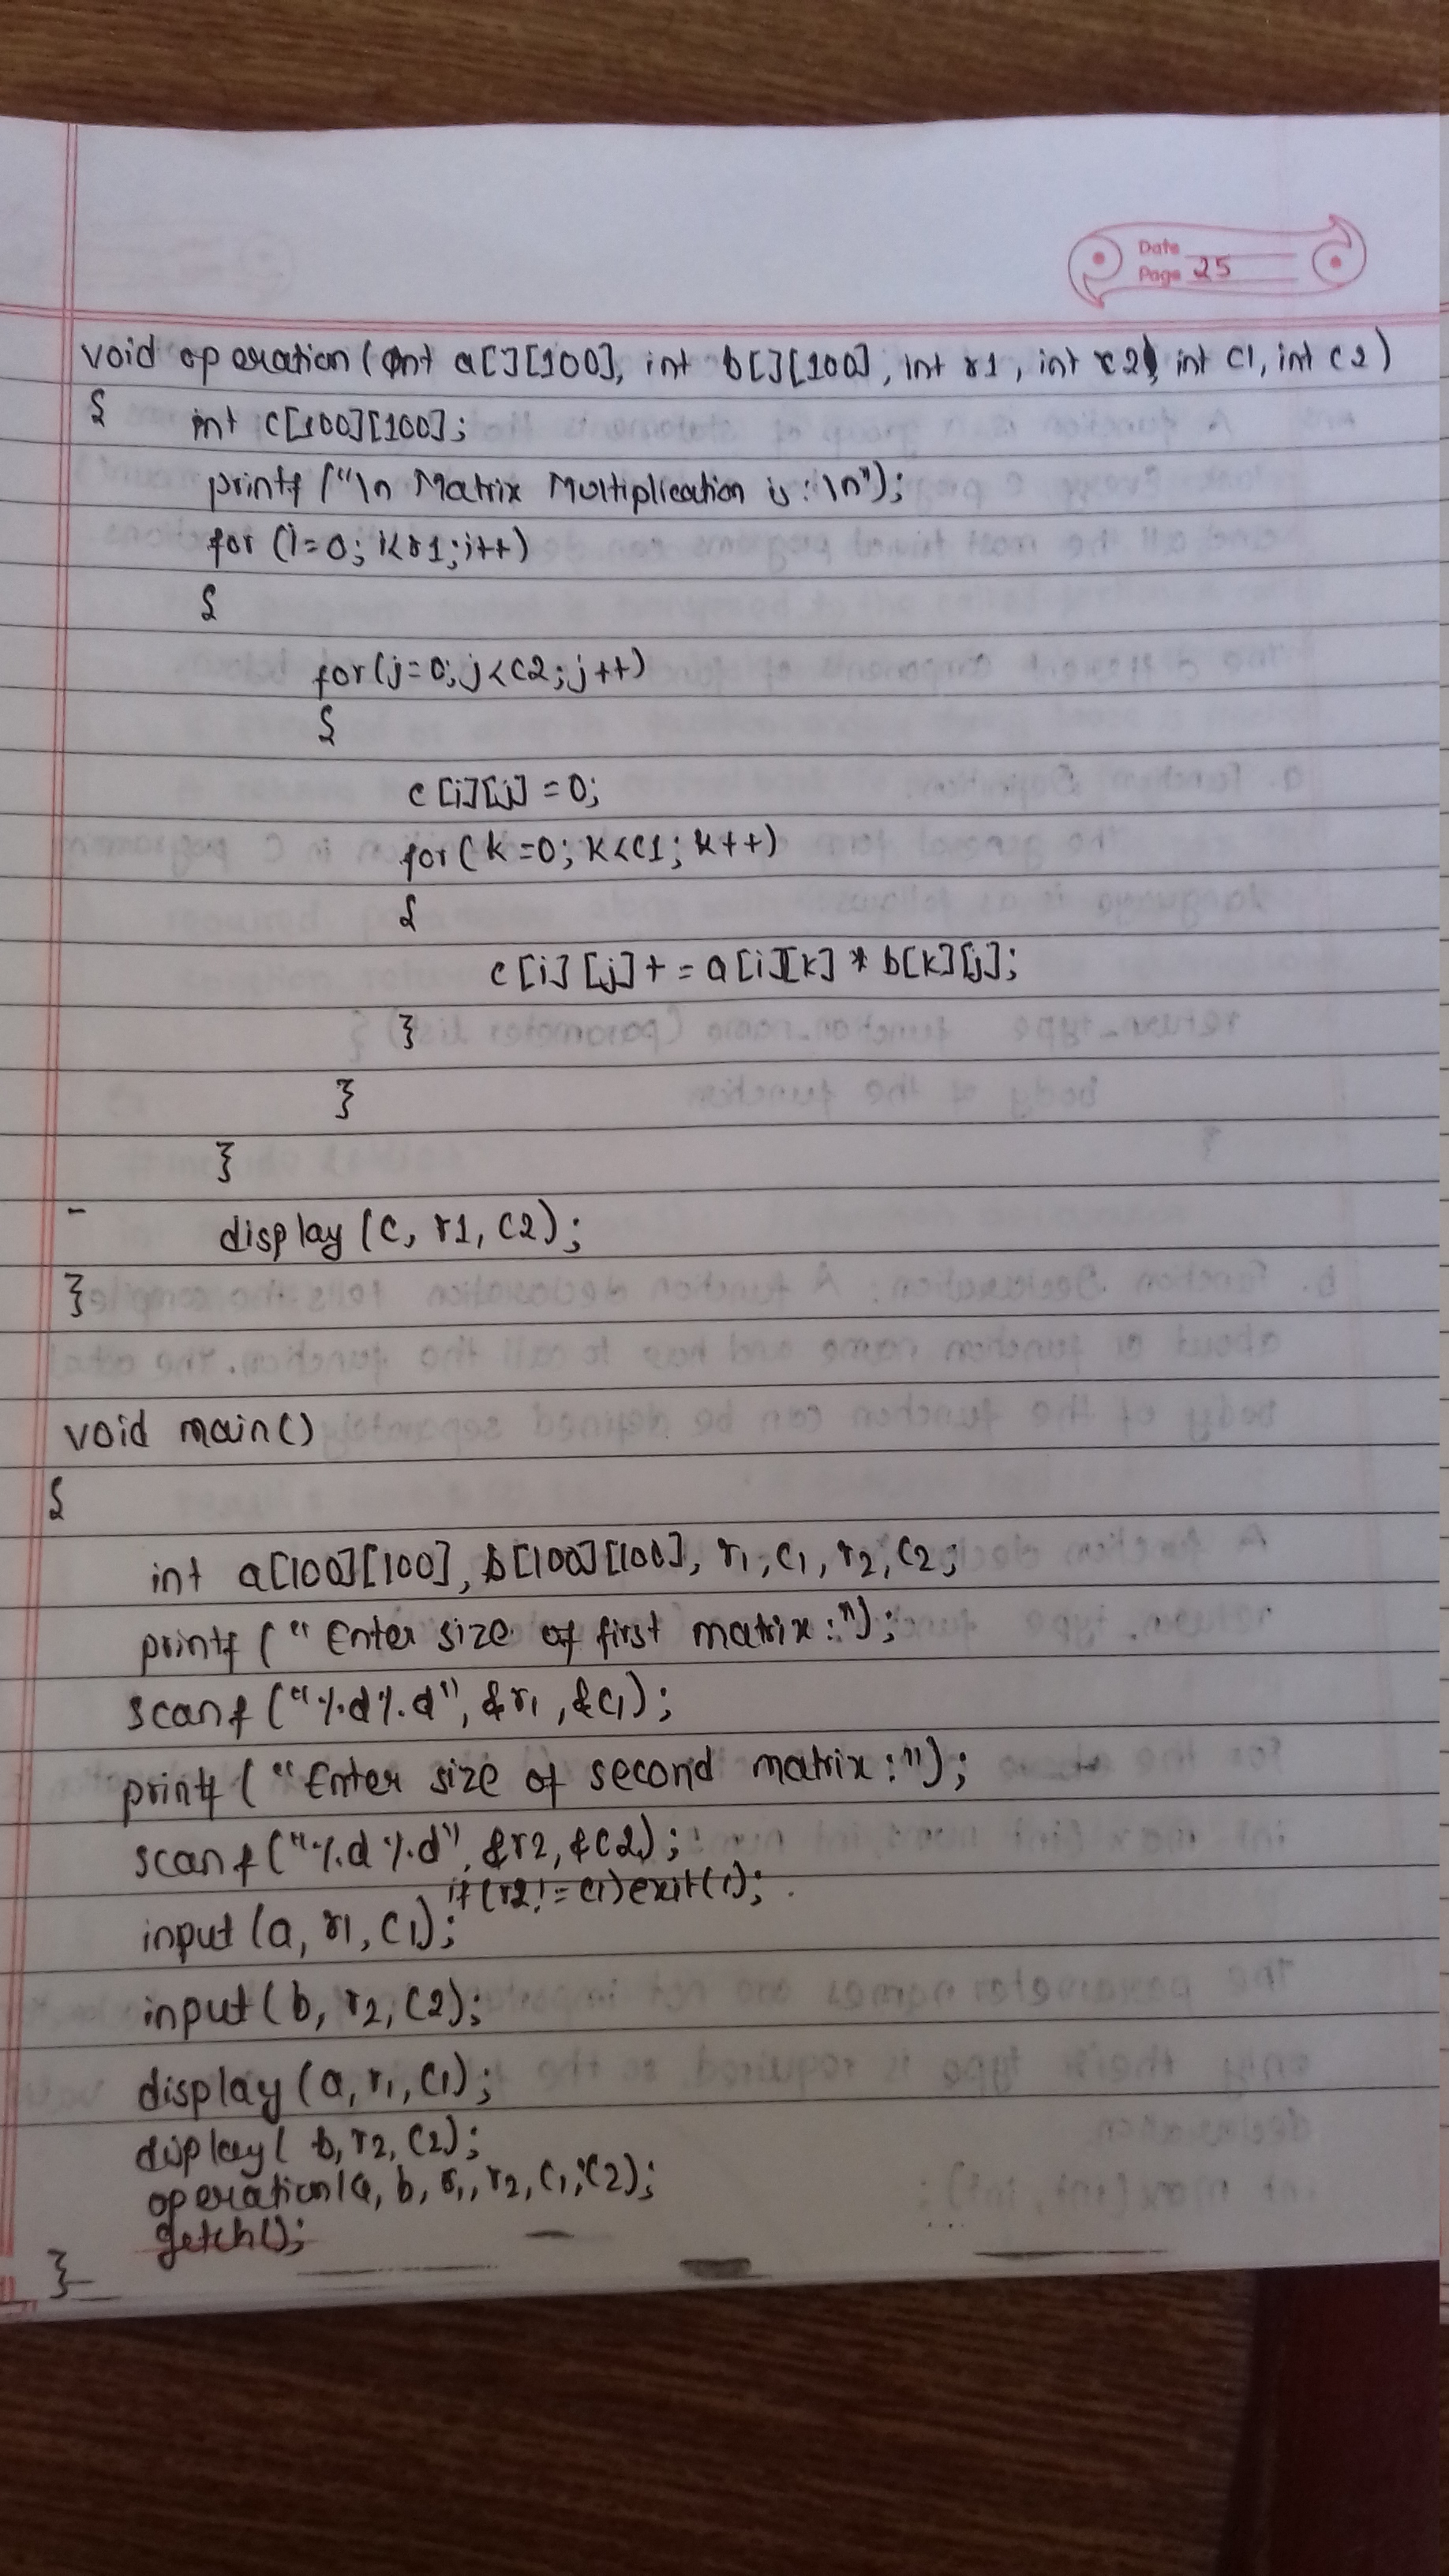 Date
Page 25
void operation (int a[][100], int b[][100], int r1, int r2, int c1, int c2)
{ int c[100][100];
printf ("\n Matrix Multiplication is : \n");
for (i=0; i<r1; i++)
{
for (j=0; j<c2; j++)
{
c[i][j] = 0;
for (k=0; k<c1; k++)
{
c[i][j] += a[i][k] * b[k][j];
}
}
}
display (c, r1, c2);
}
void main()
{
int a[100][100], b[100][100], r1, c1, r2, c2;
printf (" Enter size of first matrix :");
scanf ("%d%d", &r1, &c1);
printf ("Enter size of second matrix :");
scanf ("%d %d", &r2, &c2);
if (r2 != c1) exit(1);
input (a, r1, c1);
input (b, r2, c2);
display (a, r1, c1);
display ( b, r2, c2);
operation(a, b, r1, r2, c1, c2);
getch();
}